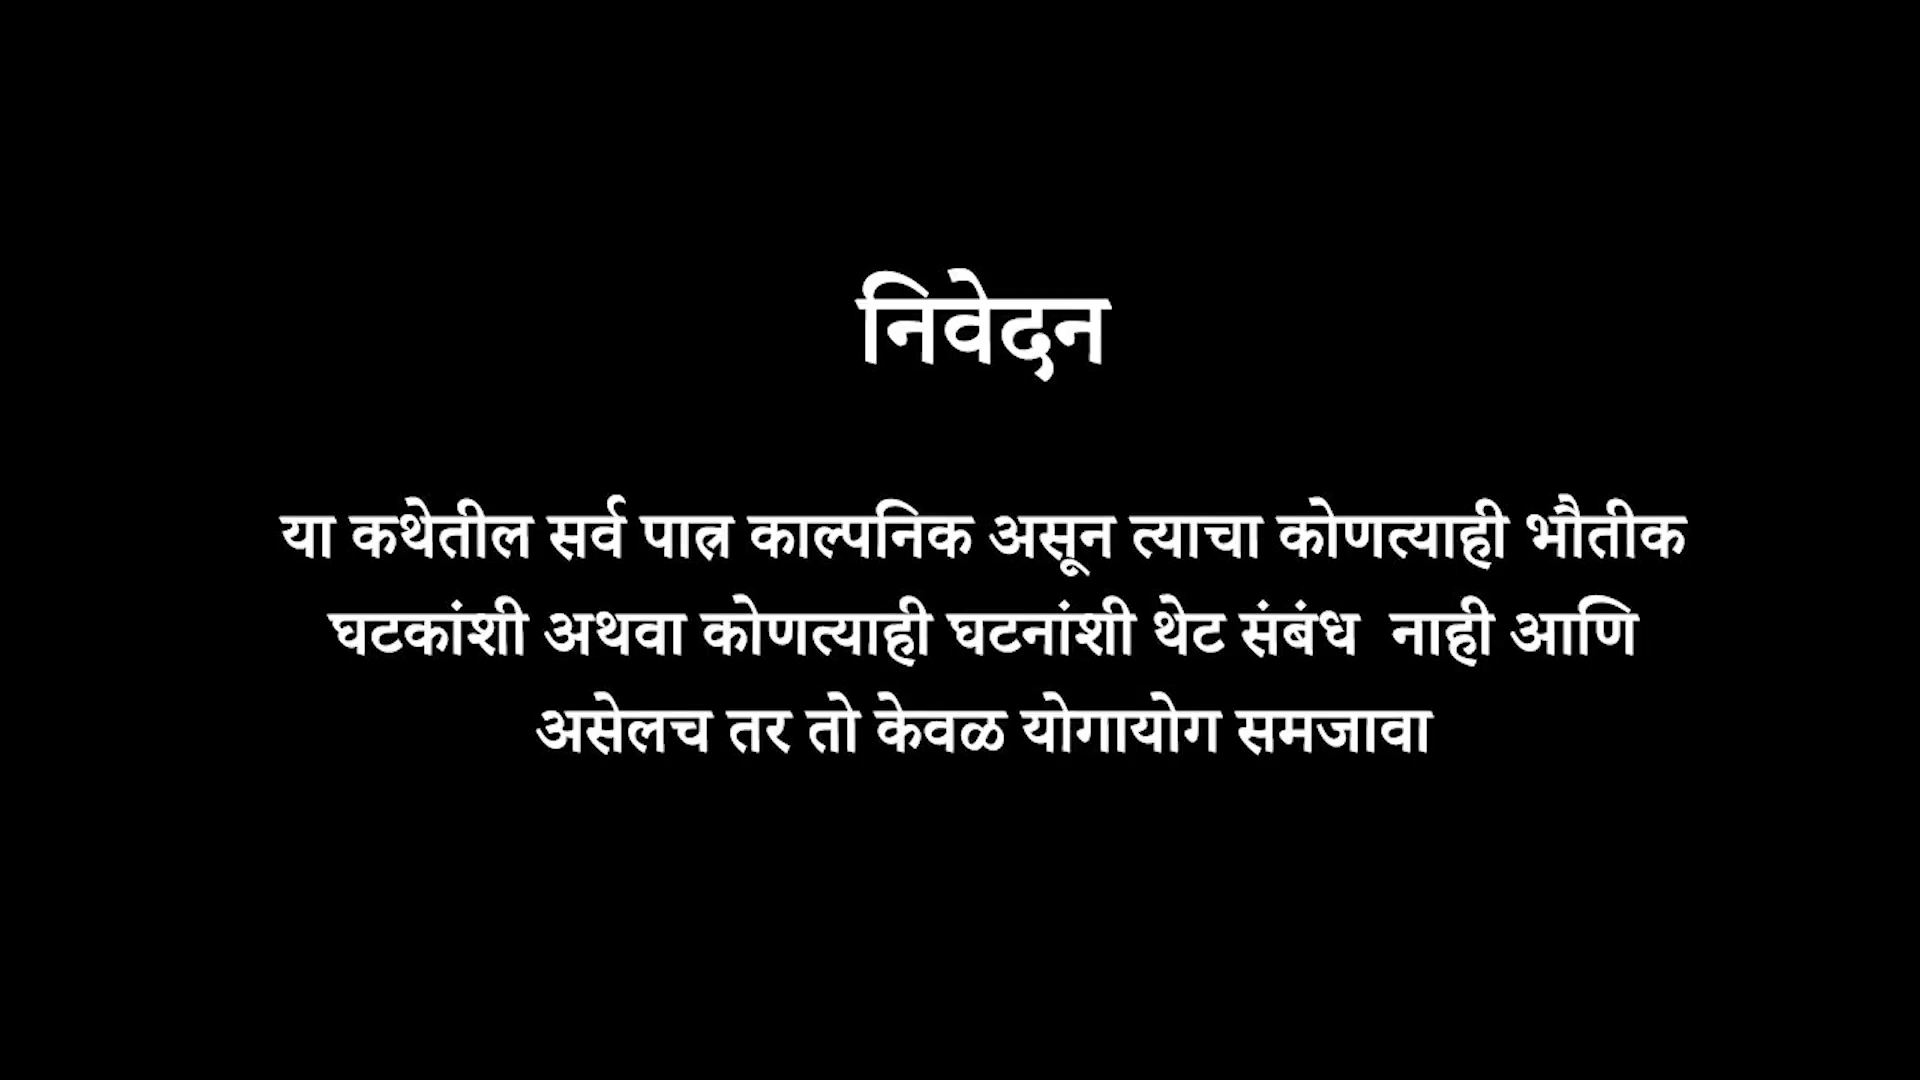 निवेदन
या कथेतील सर्व पात्र काल्पनिक असून त्याचा कोणत्याही भौतीक
घटकांशी अथवा कोणत्याही घटनांशी थेट संबंध  नाही आणि
असेलच तर तो केवळ योगायोग समजावा